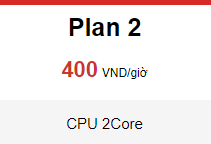 Plan 2
400 VND/giờ
CPU 2Core